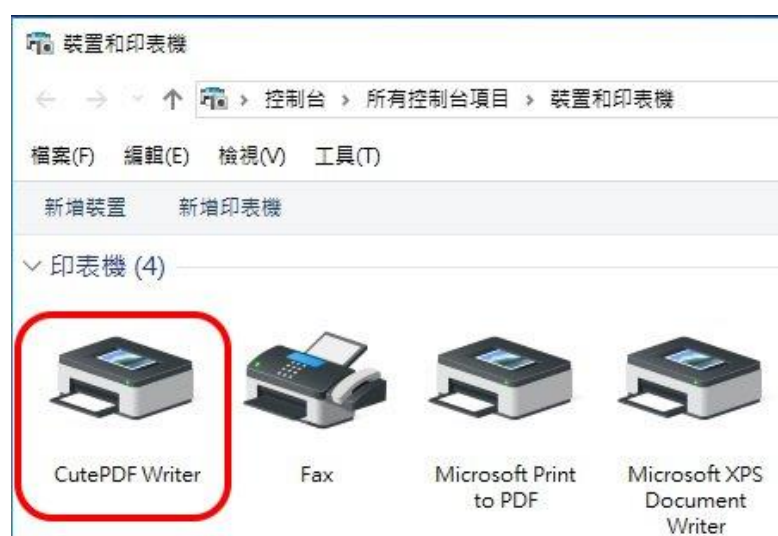 裝置和印表機
控制台 › 所有控制台項目 › 裝置和印表機
檔案(F) 編輯(E) 檢視(V) 工具(T)
新增裝置 新增印表機
印表機 (4)
CutePDF Writer
Fax
Microsoft Print
to PDF
Microsoft XPS
Document
Writer